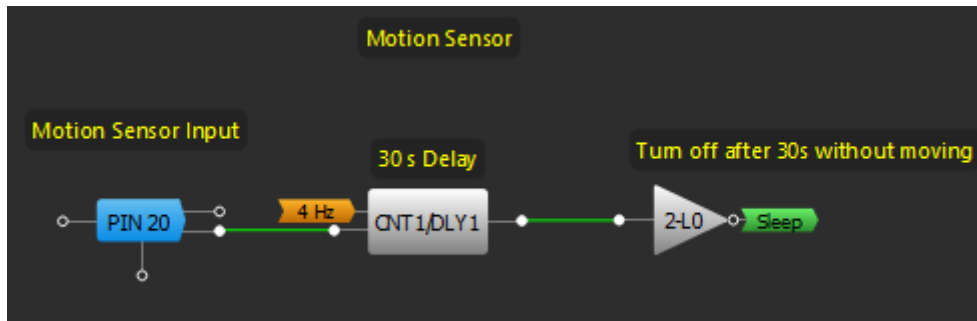 Motion Sensor
Motion Sensor Input
30 s Delay
Turn off after 30s without moving
PIN 20
4 Hz
CNT1/DLY1
2-L0
Sleep